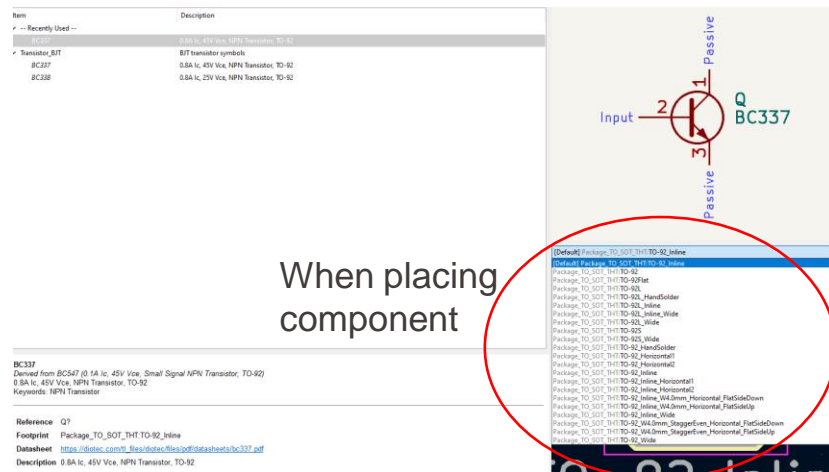 Item Description
-- Recently Used --
BC337 0.8A Ic, 45V Vce, NPN Transistor, TO-92
Transistor_BJT BJT transistor symbols
BC337 0.8A Ic, 45V Vce, NPN Transistor, TO-92
BC338 0.8A Ic, 25V Vce, NPN Transistor, TO-92
Passive
1
Input 2
Q
BC337
3
Passive
When placing
component
[Default] Package_TO_SOT_THT:TO-92_Inline
[Default] Package_TO_SOT_THT:TO-92_Inline
Package_TO_SOT_THT:TO-92
Package_TO_SOT_THT:TO-92Flat
Package_TO_SOT_THT:TO-92L
Package_TO_SOT_THT:TO-92L_HandSolder
Package_TO_SOT_THT:TO-92L_Inline
Package_TO_SOT_THT:TO-92L_Inline_Wide
Package_TO_SOT_THT:TO-92L_Wide
Package_TO_SOT_THT:TO-92S
Package_TO_SOT_THT:TO-92S_Wide
Package_TO_SOT_THT:TO-92_HandSolder
Package_TO_SOT_THT:TO-92_Horizontal1
Package_TO_SOT_THT:TO-92_Horizontal2
Package_TO_SOT_THT:TO-92_Inline
Package_TO_SOT_THT:TO-92_Inline_Horizontal1
Package_TO_SOT_THT:TO-92_Inline_Horizontal2
Package_TO_SOT_THT:TO-92_Inline_W4.0mm_Horizontal_FlatSideDown
Package_TO_SOT_THT:TO-92_Inline_W4.0mm_Horizontal_FlatSideUp
Package_TO_SOT_THT:TO-92_Inline_Wide
Package_TO_SOT_THT:TO-92_W4.0mm_StaggerEven_Horizontal_FlatSideDown
Package_TO_SOT_THT:TO-92_W4.0mm_StaggerEven_Horizontal_FlatSideUp
Package_TO_SOT_THT:TO-92_Wide
BC337
Derived from BC547 (0.1A Ic, 45V Vce, Small Signal NPN Transistor, TO-92)
0.8A Ic, 45V Vce, NPN Transistor, TO-92
Keywords: NPN Transistor
Reference Q?
Footprint Package_TO_SOT_THT:TO-92_Inline
Datasheet https://diotec.com/tl_files/diotec/files/pdf/datasheets/bc337.pdf
Description 0.8A Ic, 45V Vce, NPN Transistor, TO-92